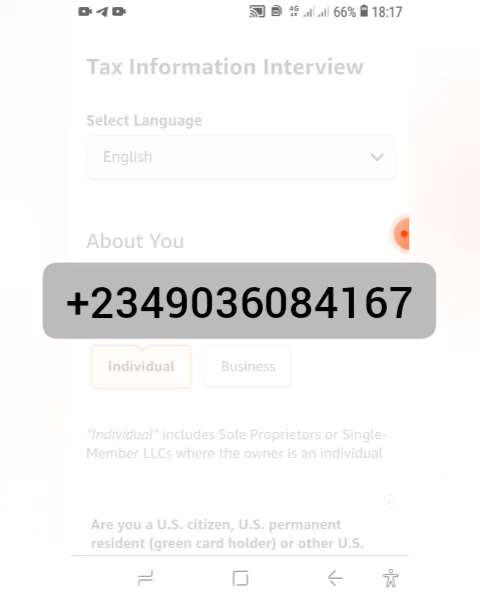 4G 66% 18:17
Tax Information Interview
Select Language
English
About You
+2349036084167
Individual Business
"Individual" includes Sole Proprietors or Single-
Member LLCs where the owner is an individual
Are you a U.S. citizen, U.S. permanent
resident (green card holder) or other U.S.